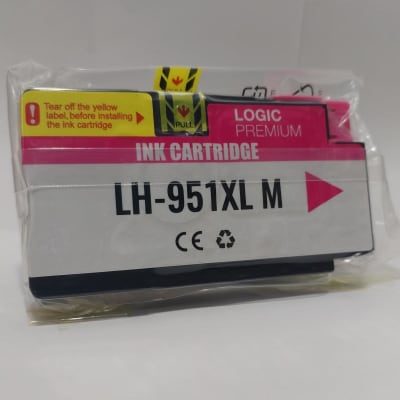 Tear off the yellow
label, before installing
the ink cartridge
PULL
LOGIC
PREMIUM
INK CARTRIDGE
LH-951XL M
CE